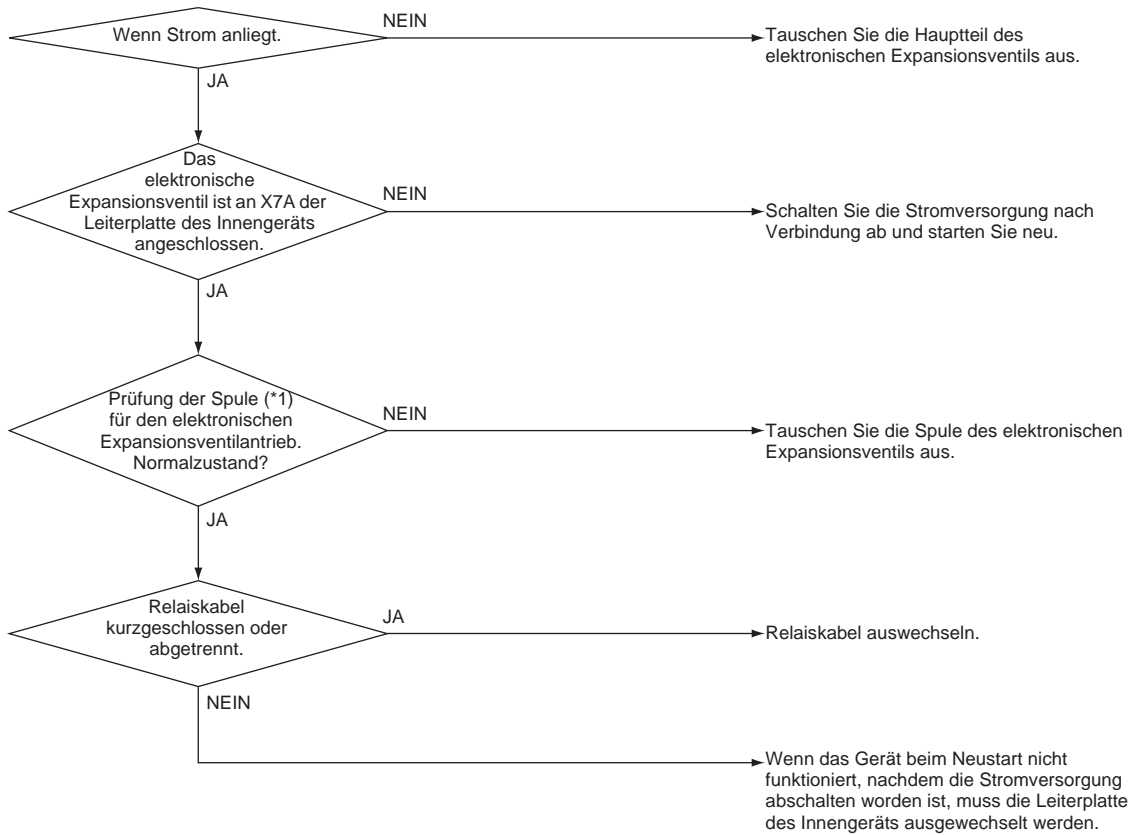 Wenn Strom anliegt.
NEIN
Tauschen Sie die Hauptteil des
elektronischen Expansionsventils aus.
JA
Das
elektronische
Expansionsventil ist an X7A der
Leiterplatte des Innengeräts
angeschlossen.
NEIN
Schalten Sie die Stromversorgung nach
Verbindung ab und starten Sie neu.
JA
Prüfung der Spule (*1)
für den elektronischen
Expansionsventilantrieb.
Normalzustand?
NEIN
Tauschen Sie die Spule des elektronischen
Expansionsventils aus.
JA
Relaiskabel
kurzgeschlossen oder
abgetrennt.
JA
Relaiskabel auswechseln.
NEIN
Wenn das Gerät beim Neustart nicht
funktioniert, nachdem die Stromversorgung
abschalten worden ist, muss die Leiterplatte
des Innengeräts ausgewechselt werden.